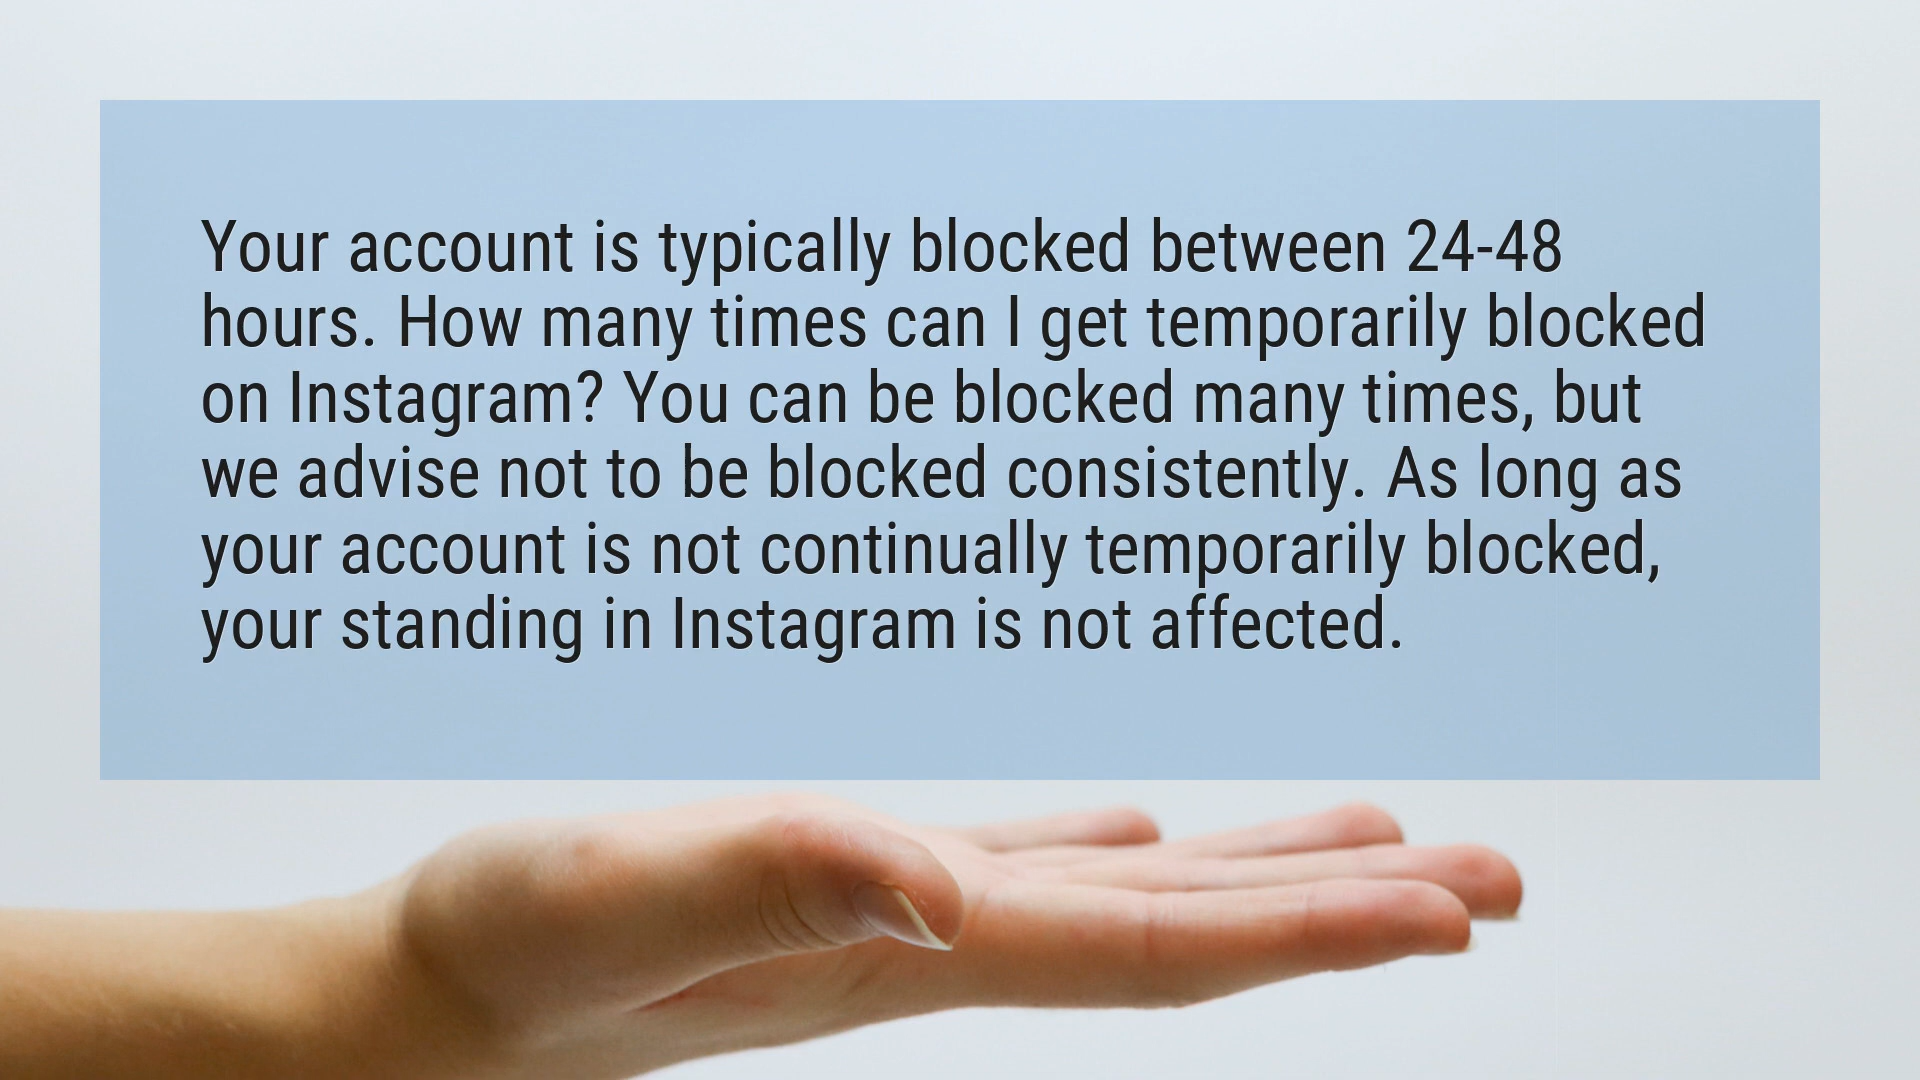 Your account is typically blocked between 24-48
hours. How many times can I get temporarily blocked
on Instagram? You can be blocked many times, but
we advise not to be blocked consistently. As long as
your account is not continually temporarily blocked,
your standing in Instagram is not affected.